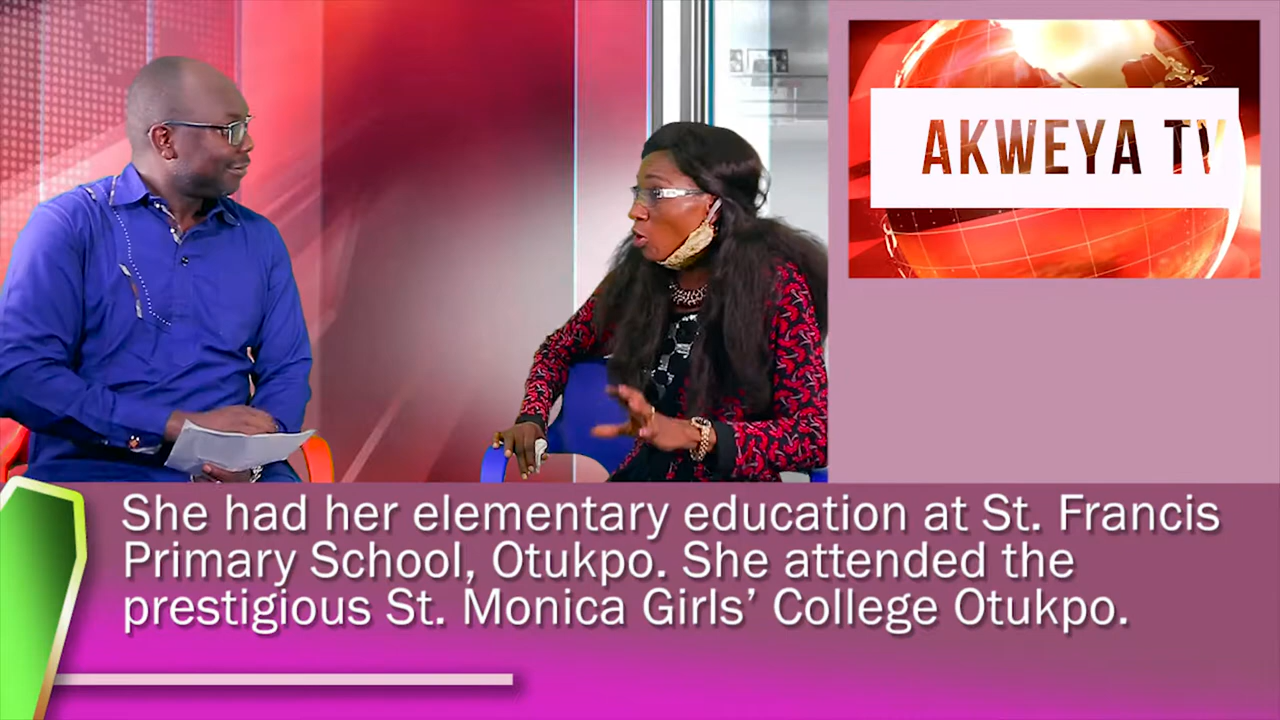 AKWEYA TV
She had her elementary education at St. Francis
Primary School, Otukpo. She attended the
prestigious St. Monica Girls’ College Otukpo.